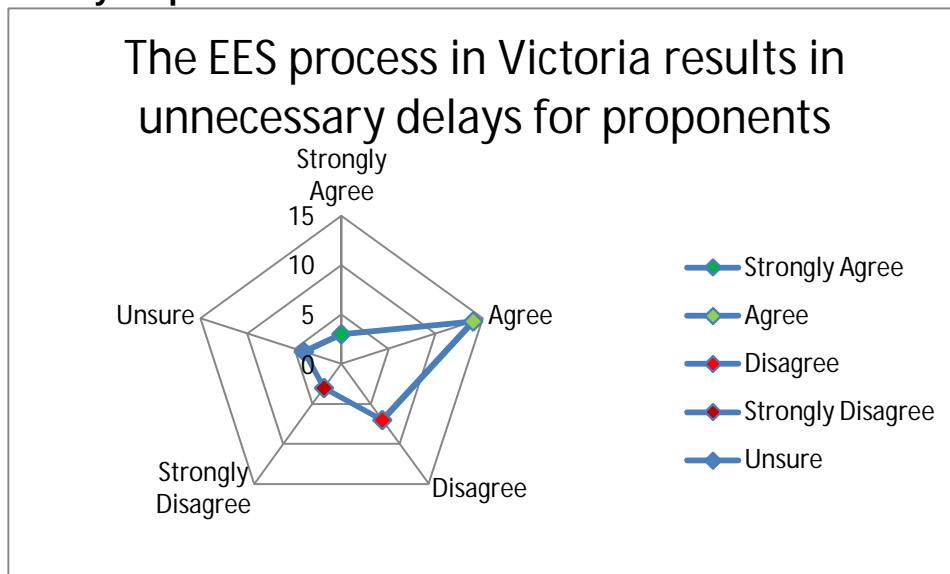 The EES process in Victoria results in
unnecessary delays for proponents
Strongly
Agree
15
10
5
0
Unsure
Agree
Strongly
Disagree
Disagree
Strongly Agree
Agree
Disagree
Strongly Disagree
Unsure